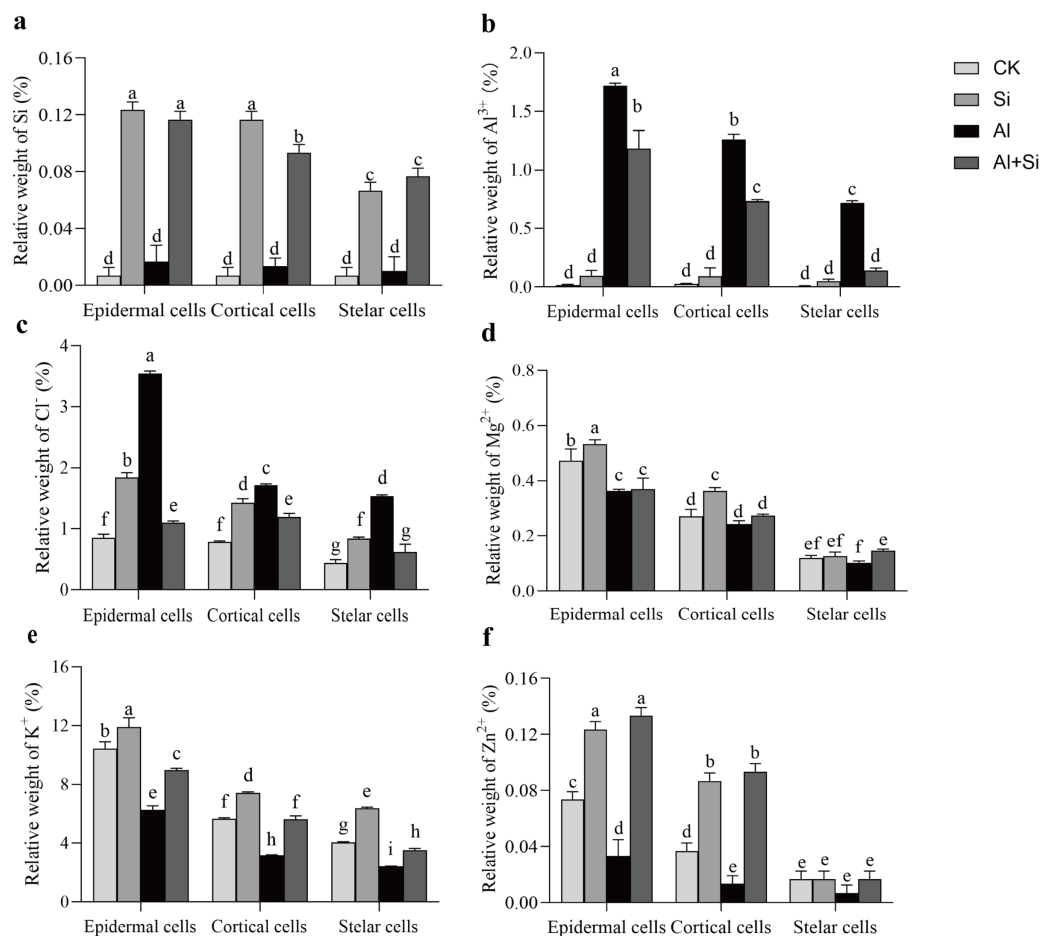 a
Relative weight of Si (%)
0.16
0.12
0.08
0.04
0.00
d a d a
d a d b
d c d c
Epidermal cells Cortical cells Stelar cells
b
Relative weight of Al3+ (%)
2.0
1.5
1.0
0.5
0.0
d d a b
d d b c
d d c d
Epidermal cells Cortical cells Stelar cells
CK
Si
Al
Al+Si
c
Relative weight of Cl- (%)
4
3
2
1
0
f b a e
f d c e
g f d g
Epidermal cells Cortical cells Stelar cells
d
Relative weight of Mg2+ (%)
0.8
0.6
0.4
0.2
0.0
b a c c
d c d d
ef ef f e
Epidermal cells Cortical cells Stelar cells
e
Relative weight of K+ (%)
16
12
8
4
0
b a e c
f d h f
g e i h
Epidermal cells Cortical cells Stelar cells
f
Relative weight of Zn2+ (%)
0.16
0.12
0.08
0.04
0.00
c a d a
d b e b
e e e e
Epidermal cells Cortical cells Stelar cells